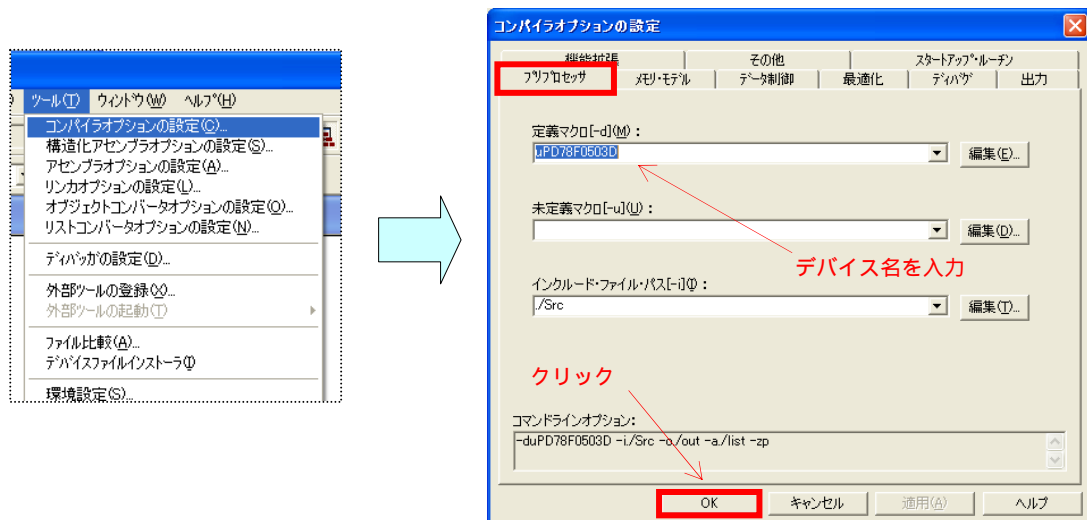 ツール(T) ウィンドウ(W) ヘルプ(H)
コンパイラオプションの設定(C)...
構造化アセンブラオプションの設定(S)...
アセンブラオプションの設定(A)...
リンカオプションの設定(L)...
オブジェクトコンバータオプションの設定(O)...
リストコンバータオプションの設定(N)...
ディバッガの設定(D)...
外部ツールの登録(X)...
外部ツールの起動(T)
ファイル比較(A)...
デバイスファイルインストーラ(I)
環境設定(S)...
コンパイラオプションの設定
機能拡張 その他 スタートアップ・ルーチン
プリプロセッサ メモリ・モデル データ制御 最適化 ディバグ 出力
定義マクロ[-d](M):
uPD78F0503D 編集(E)...
未定義マクロ[-u](U):
編集(D)...
デバイス名を入力
インクルード・ファイル・パス[-i](I):
./Src 編集(T)...
クリック
コマンドラインオプション:
-duPD78F0503D -i./Src -o./out -a./list -zp
OK キャンセル 適用(A) ヘルプ